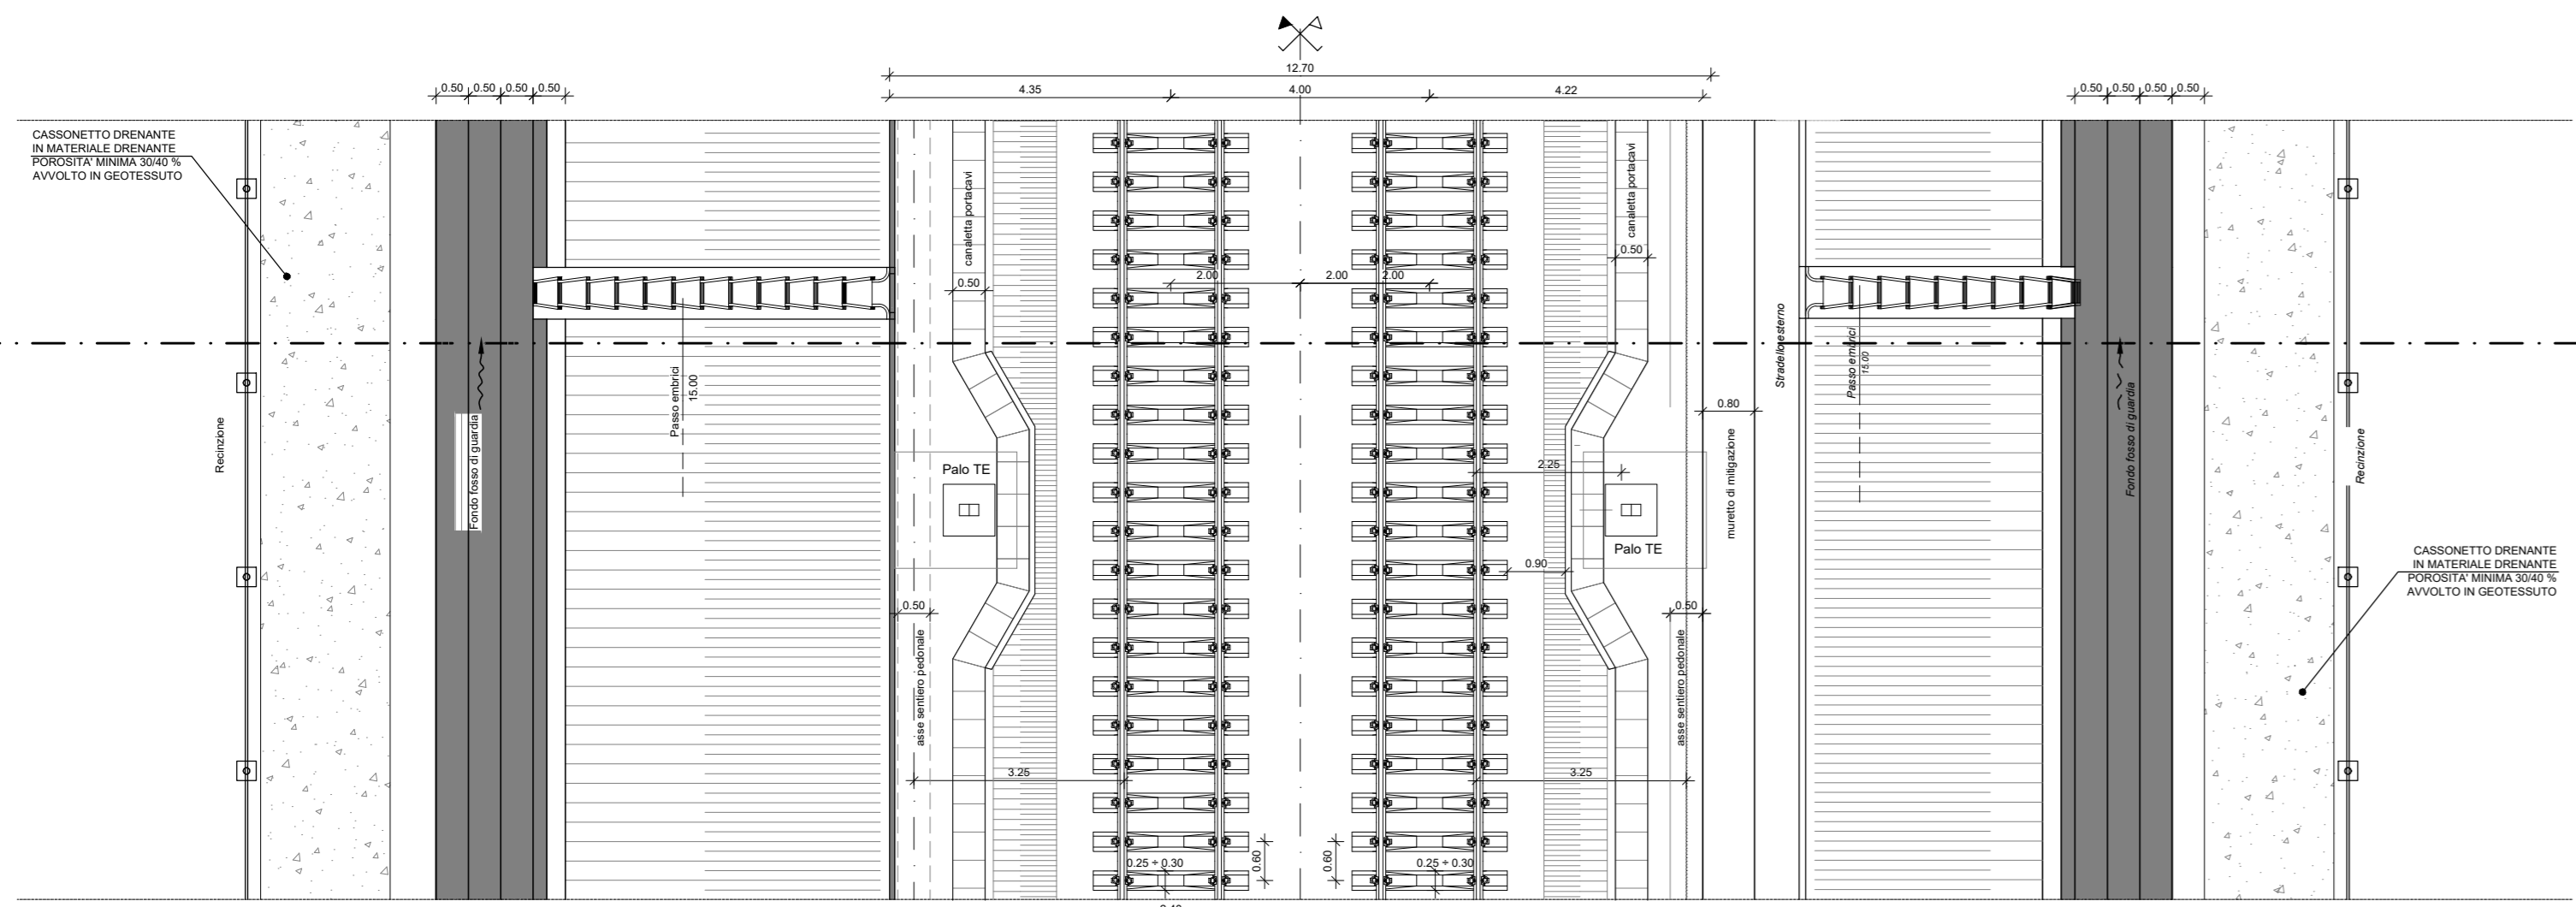 12.70
4.35
4.00
4.22
0.50
0.50
0.50
0.50
0.50
0.50
0.50
0.50
CASSONETTO DRENANTE
IN MATERIALE DRENANTE
POROSITA' MINIMA 30/40 %
AVVOLTO IN GEOTESSUTO
canaletta portacavi
canaletta portacavi
0.50
0.50
2.00
2.00
2.00
Recinzione
Fondo fosso di guardia
Passo embrici
15.00
Palo TE
2.25
Palo TE
0.90
0.80
muretto di mitigazione
Stradello esterno
Passo embrici
15.00
Fondo fosso di guardia
Recinzione
CASSONETTO DRENANTE
IN MATERIALE DRENANTE
POROSITA' MINIMA 30/40 %
AVVOLTO IN GEOTESSUTO
0.50
0.50
asse sentiero pedonale
asse sentiero pedonale
3.25
3.25
0.25 ÷ 0.30
0.60
0.60
0.25 ÷ 0.30